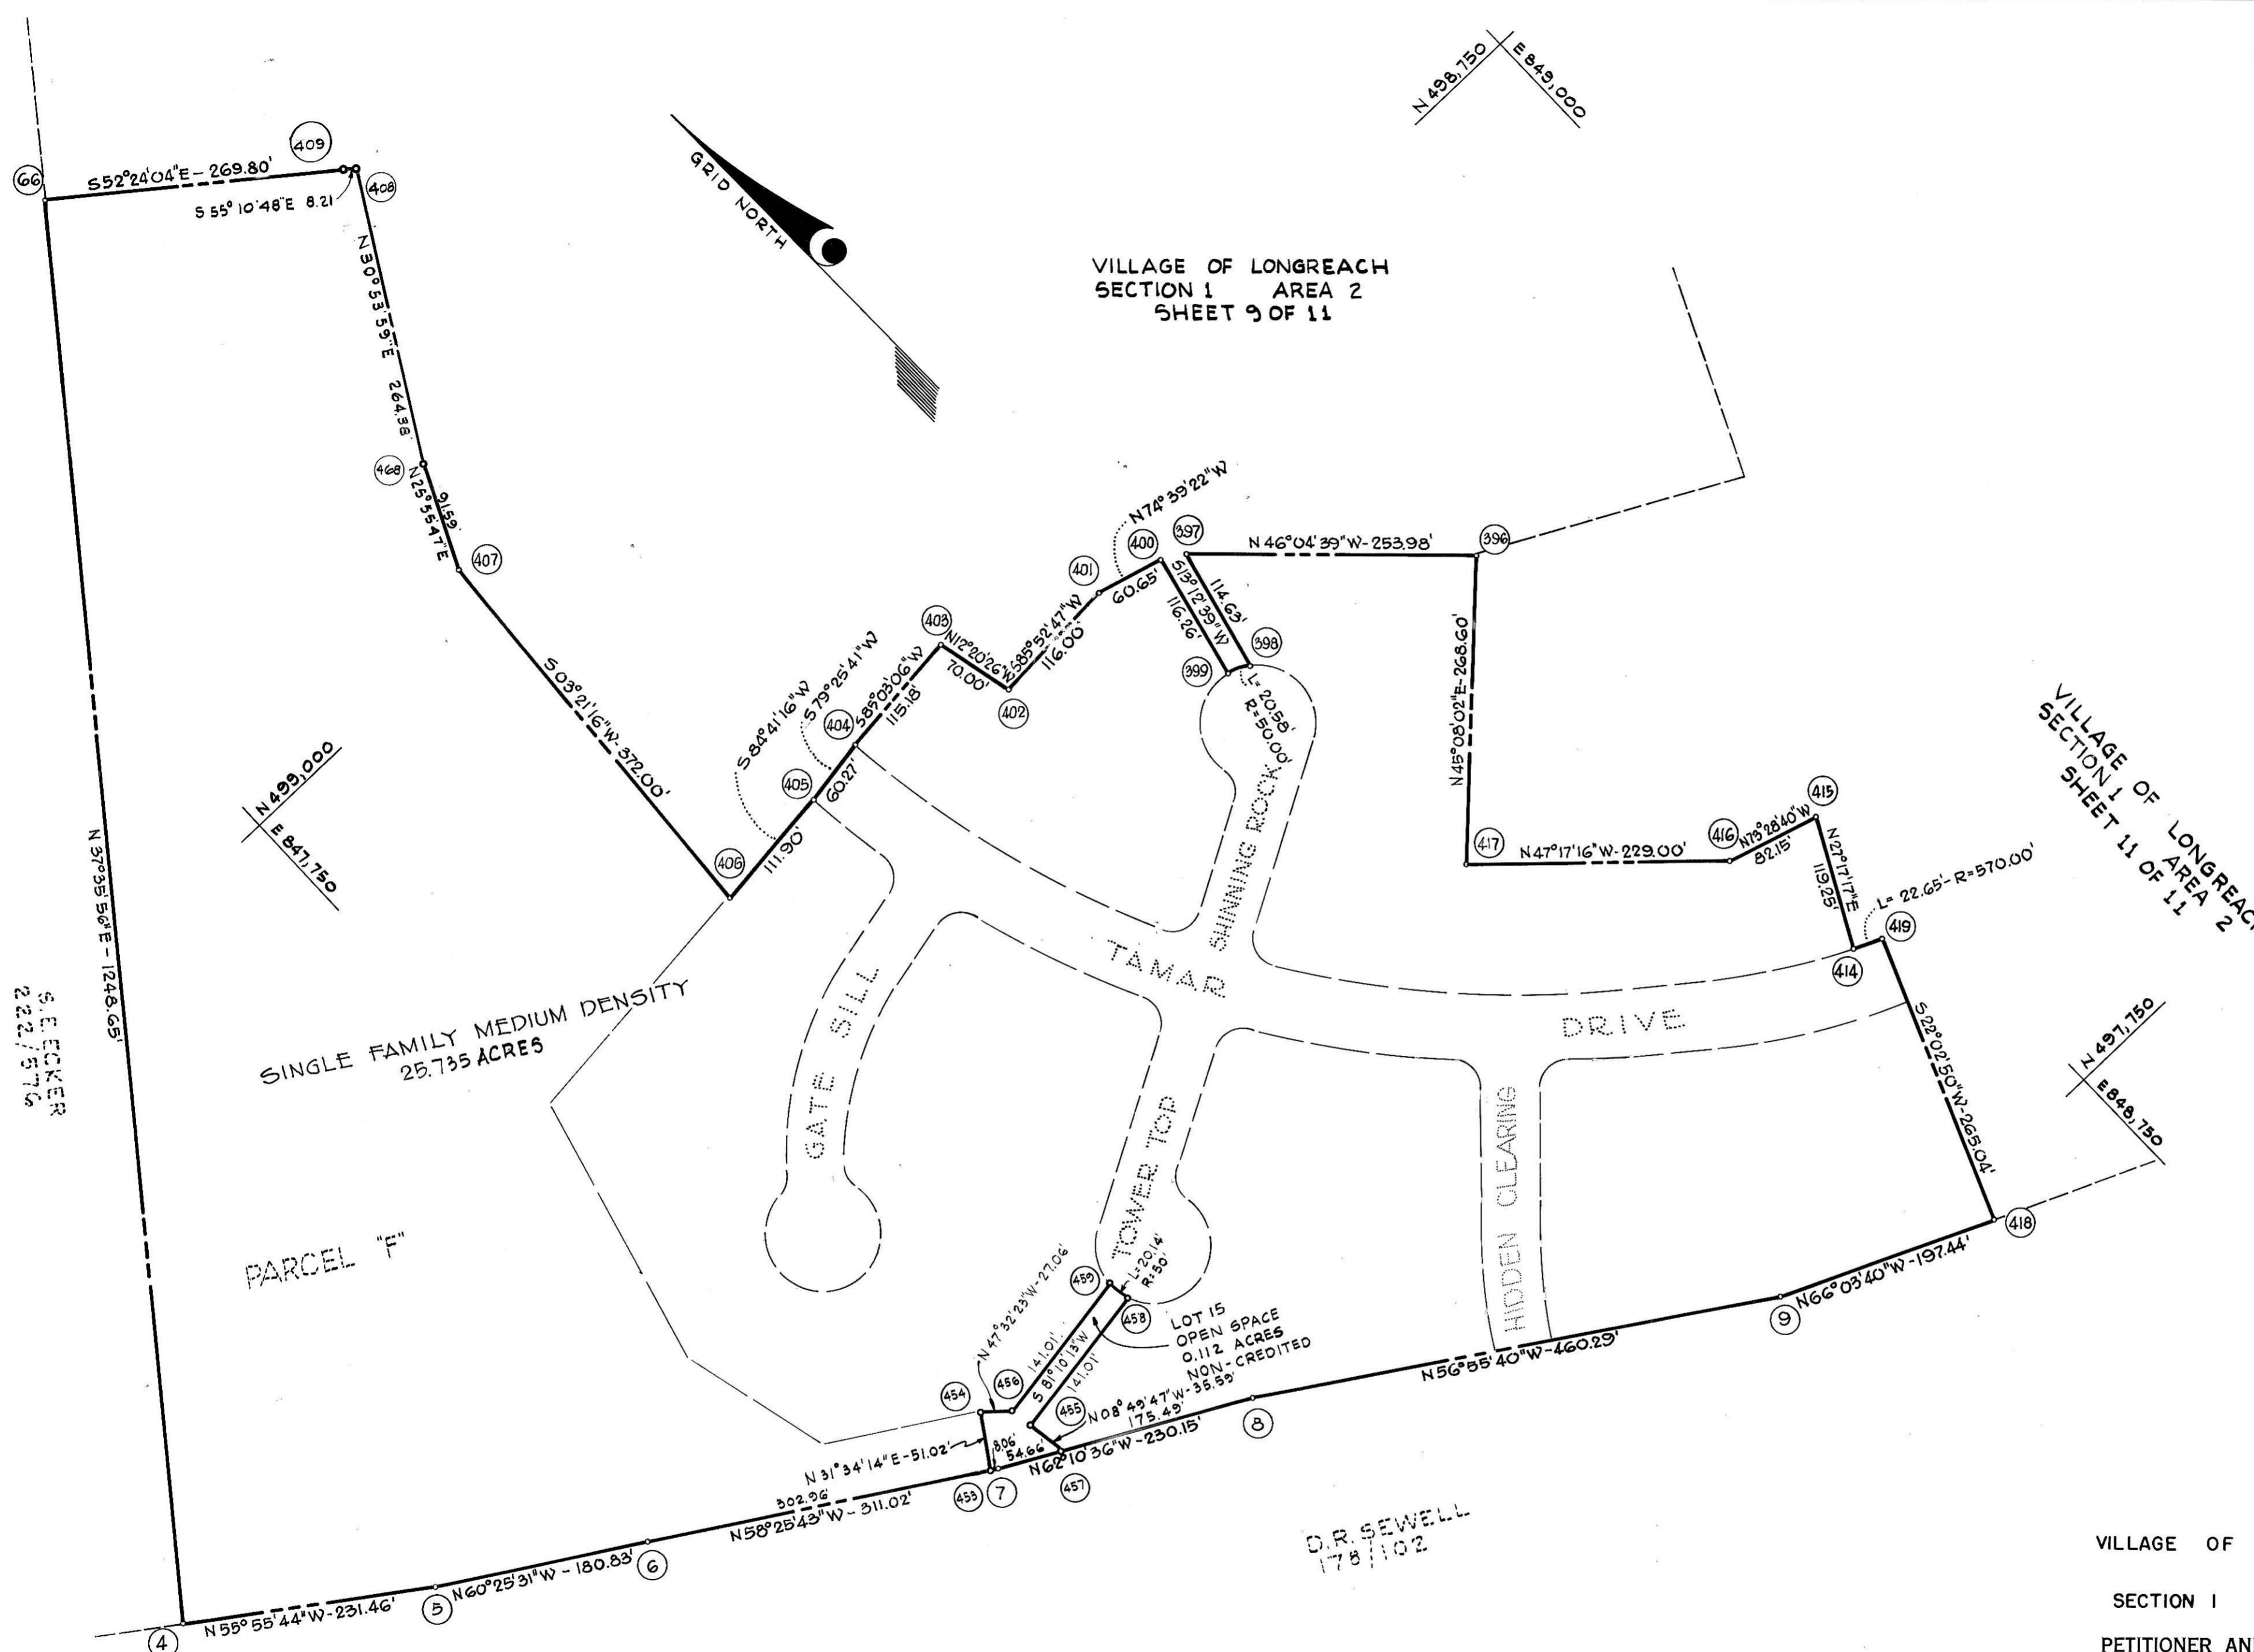 N 498,750
E 849,000
409
66
S52°24'04"E - 269.80'
S 55° 10' 48"E 8.21
408
GRID NORTH
VILLAGE OF LONGREACH
SECTION 1 AREA 2
SHEET 9 OF 11
N30°53'59"E 264.38'
468
N25°55'47"E
91.59'
407
N74°39'22"W
397
400
N 46°04'39"W - 253.98'
396
401
60.65'
S13°12'39"W
114.63'
116.26'
403
N12°20'26"W
70.00'
S85°52'47"W
116.00'
398
399
L=20.58'
R=50.00'
402
S03°21'16"W - 372.00'
S 84°41'16"W
S 79°25'41"W
S85°03'06"W
115.18'
404
405
60.27'
406
111.90'
N45°08'02"E - 268.60'
417
N47°17'16"W - 229.00'
416
N73°28'40"W
82.15'
415
N27°17'17"E
119.25'
L= 22.65' - R=570.00'
419
414
VILLAGE OF LONGREACH
SECTION 1 AREA 2
SHEET 11 OF 11
N 499,000
E 847,750
N 37°35'56"E - 1248.65'
S.E. ECKER
222/576
SINGLE FAMILY MEDIUM DENSITY
25.735 ACRES
SHINING ROCK
TAMAR
DRIVE
GATE SILL
TOWER TOP
HIDDEN CLEARING
S 22°02'50"W - 265.04'
N 497,750
E 848,750
418
PARCEL "F"
459
L=20.14'
R=50'
458
LOT 15
OPEN SPACE
0.112 ACRES
NON-CREDITED
N 47°32'23"W - 27.06'
141.01'
S 81°10'13"W
141.01'
454
456
455
N08°49'47"W - 35.59'
175.49'
N62°10'36"W - 230.15'
8
N56°55'40"W - 460.29'
9
N66°03'40"W - 197.44'
N 31°34'14"E - 51.02'
8.06'
54.66'
453
7
457
302.96'
N58°25'43"W - 311.02'
6
N60°25'31"W - 180.83'
5
N55°55'44"W - 231.46'
4
D.R. SEWELL
178/102
VILLAGE OF
SECTION I
PETITIONER AN